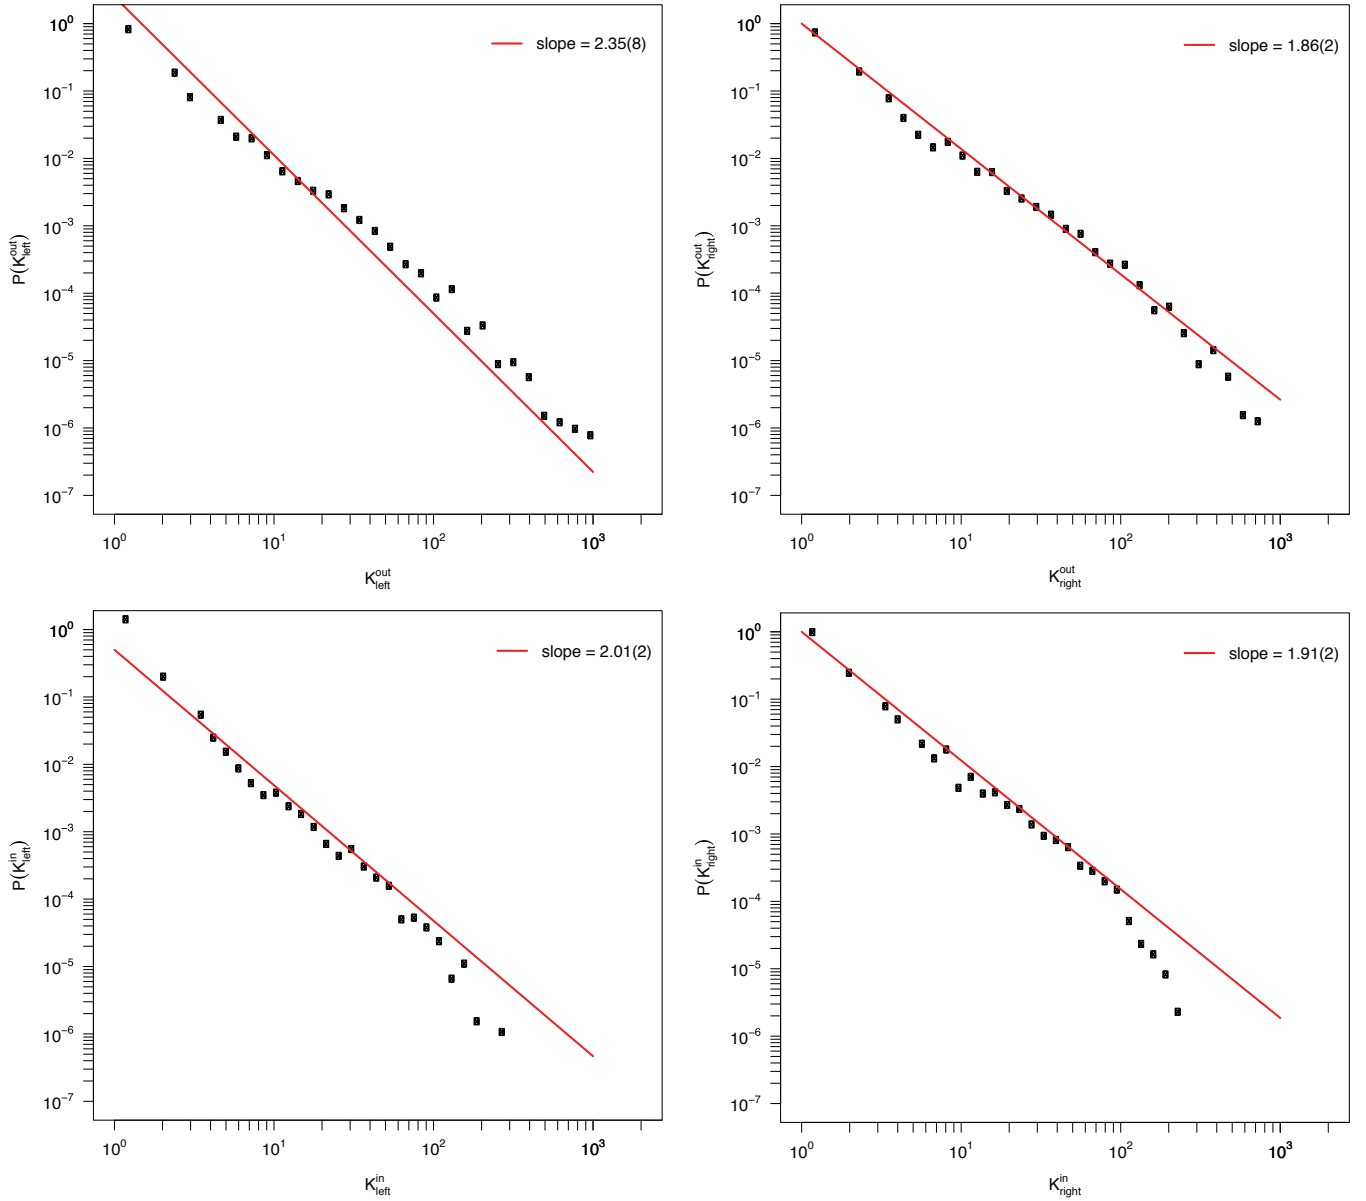 slope = 2.35(8)
10⁰
10⁻¹
10⁻²
10⁻³
10⁻⁴
10⁻⁵
10⁻⁶
10⁻⁷
P(K^out_left)
10⁰ 10¹ 10² 10³
K^out_left
slope = 1.86(2)
10⁰
10⁻¹
10⁻²
10⁻³
10⁻⁴
10⁻⁵
10⁻⁶
10⁻⁷
P(K^out_right)
10⁰ 10¹ 10² 10³
K^out_right
slope = 2.01(2)
10⁰
10⁻¹
10⁻²
10⁻³
10⁻⁴
10⁻⁵
10⁻⁶
10⁻⁷
P(K^in_left)
10⁰ 10¹ 10² 10³
K^in_left
slope = 1.91(2)
10⁰
10⁻¹
10⁻²
10⁻³
10⁻⁴
10⁻⁵
10⁻⁶
10⁻⁷
P(K^in_right)
10⁰ 10¹ 10² 10³
K^in_right